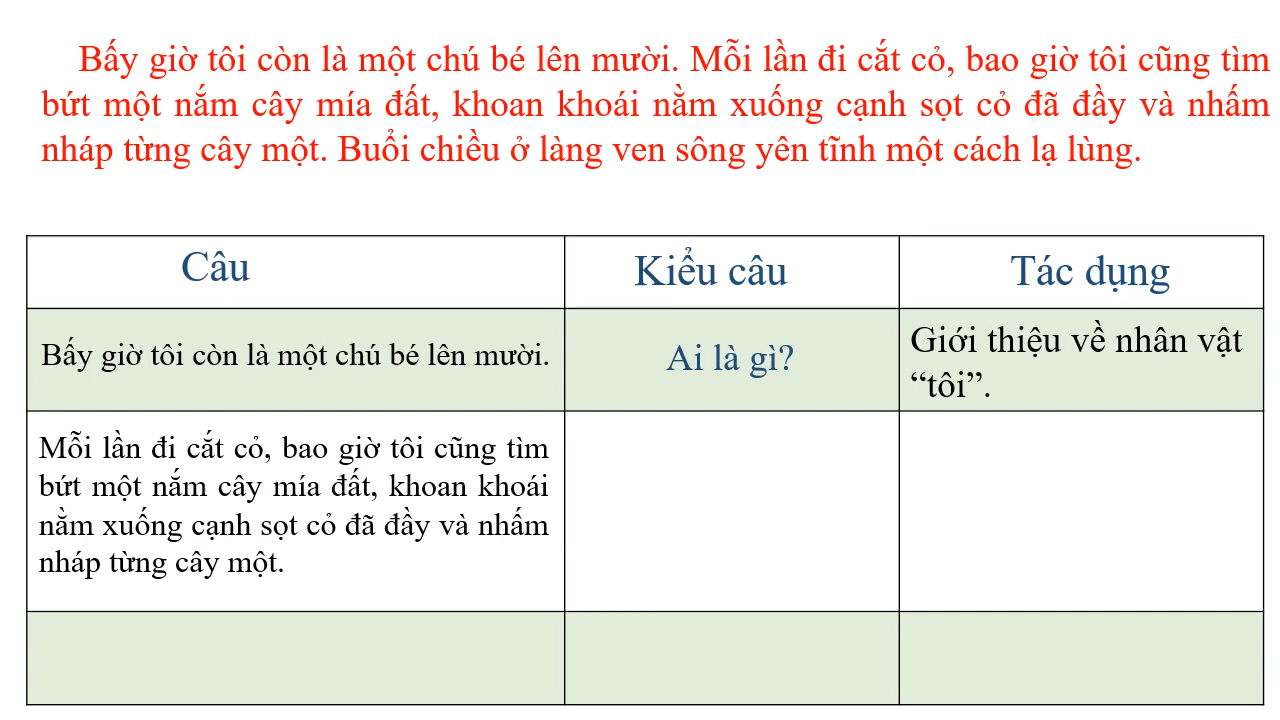 Bấy giờ tôi còn là một chú bé lên mười. Mỗi lần đi cắt cỏ, bao giờ tôi cũng tìm
bứt một nắm cây mía đất, khoan khoái nằm xuống cạnh sọt cỏ đã đầy và nhấm
nháp từng cây một. Buổi chiều ở làng ven sông yên tĩnh một cách lạ lùng.
Câu
Kiểu câu
Tác dụng
Bấy giờ tôi còn là một chú bé lên mười.
Ai là gì?
Giới thiệu về nhân vật
“tôi”.
Mỗi lần đi cắt cỏ, bao giờ tôi cũng tìm
bứt một nắm cây mía đất, khoan khoái
nằm xuống cạnh sọt cỏ đã đầy và nhấm
nháp từng cây một.